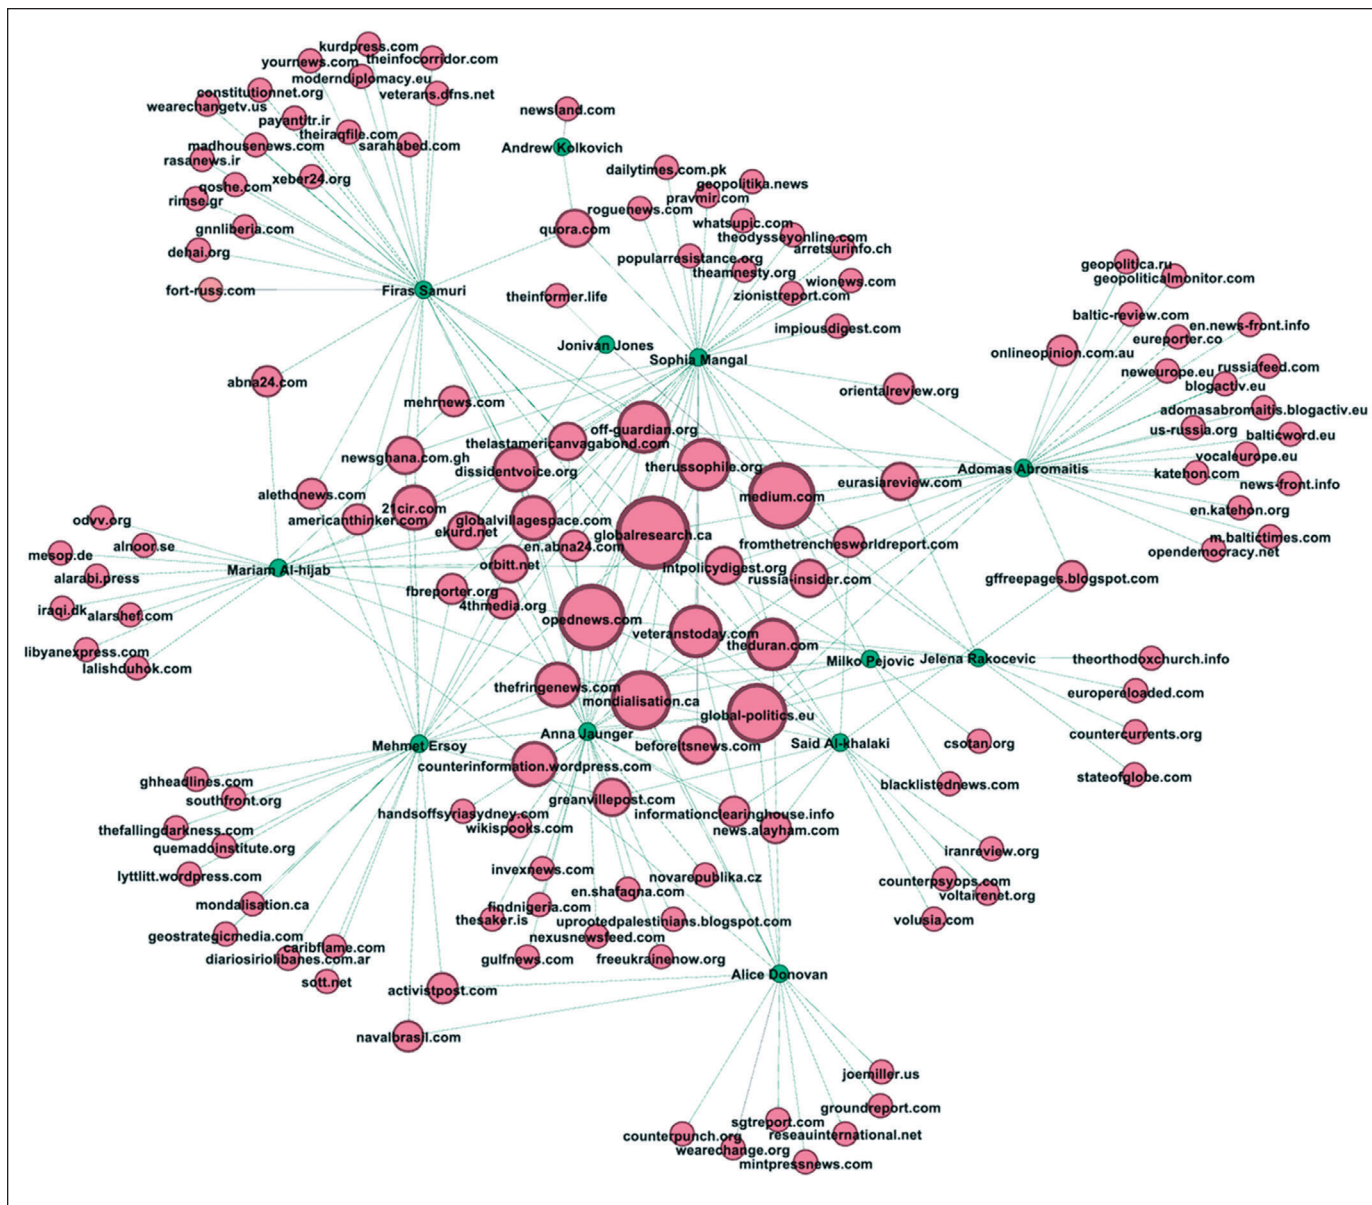 kurdpress.com
yournews.com
theinfocorridor.com
moderndiplomacy.eu
constitutionnet.org
veterans.dfns.net
wearechangetv.us
newsland.com
payantitr.ir
theiraqfile.com
madhousenews.com
sarahabed.com
Andrew Kolkovich
rasanews.ir
dailytimes.com.pk
xeber24.org
goshe.com
geopolitika.news
rimse.gr
pravmir.com
roguenews.com
whatsupic.com
gnnliberia.com
quora.com
theodysseyonline.com
arretsurinfo.ch
dehai.org
popularresistance.org
geopolitica.ru
theamnesty.org
geopoliticalmonitor.com
wionews.com
fort-russ.com
Firas Samuri
theinformer.life
zionistreport.com
baltic-review.com
impiousdigest.com
en.news-front.info
eureporter.co
Jonivan Jones
onlineopinion.com.au
Sophia Mangal
russiafeed.com
neweurope.eu
blogactiv.eu
abna24.com
orientalreview.org
mehrnews.com
adomasabromaitis.blogactiv.eu
off-guardian.org
us-russia.org
balticword.eu
thelastamericanvagabond.com
newsghana.com.gh
vocaleurope.eu
dissidentvoice.org
therussophile.org
Adomas Abromaitis
katehon.com
eurasiareview.com
news-front.info
alethonews.com
medium.com
21cir.com
en.katehon.org
odvv.org
americanthinker.com
globalvillagespace.com
ekurd.net
globalresearch.ca
m.baltictimes.com
alnoor.se
en.abna24.com
fromthetrenchesworldreport.com
opendemocracy.net
mesop.de
orbitt.net
Mariam Al-hijab
intpolicydigest.org
alarabi.press
russia-insider.com
gffreepages.blogspot.com
fbreporter.org
4thmedia.org
iraqi.dk
alarshef.com
opednews.com
veteranstoday.com
theduran.com
libyanexpress.com
Milko Pejovic
Jelena Rakocevic
theorthodoxchurch.info
lalishduhok.com
thefringenews.com
europereloaded.com
mondialisation.ca
global-politics.eu
Anna Jaunger
countercurrents.org
Mehmet Ersoy
beforeitsnews.com
Said Al-khalaki
csotan.org
counterinformation.wordpress.com
stateofglobe.com
ghheadlines.com
blacklistednews.com
southfront.org
greanvillepost.com
handsoffsyriasydney.com
informationclearinghouse.info
thefallingdarkness.com
wikispooks.com
news.alayham.com
quemadoinstitute.org
iranreview.org
invexnews.com
lyttlitt.wordpress.com
novarepublika.cz
counterpsyops.com
en.shafaqna.com
voltairenet.org
mondalisation.ca
findnigeria.com
thesaker.is
uprootedpalestinians.blogspot.com
volusia.com
geostrategicmedia.com
nexusnewsfeed.com
caribflame.com
diariosiriolibanes.com.ar
gulfnews.com
freeukrainenow.org
Alice Donovan
sott.net
activistpost.com
navalbrasil.com
joemiller.us
groundreport.com
sgtreport.com
counterpunch.org
reseauinternational.net
wearechange.org
mintpressnews.com